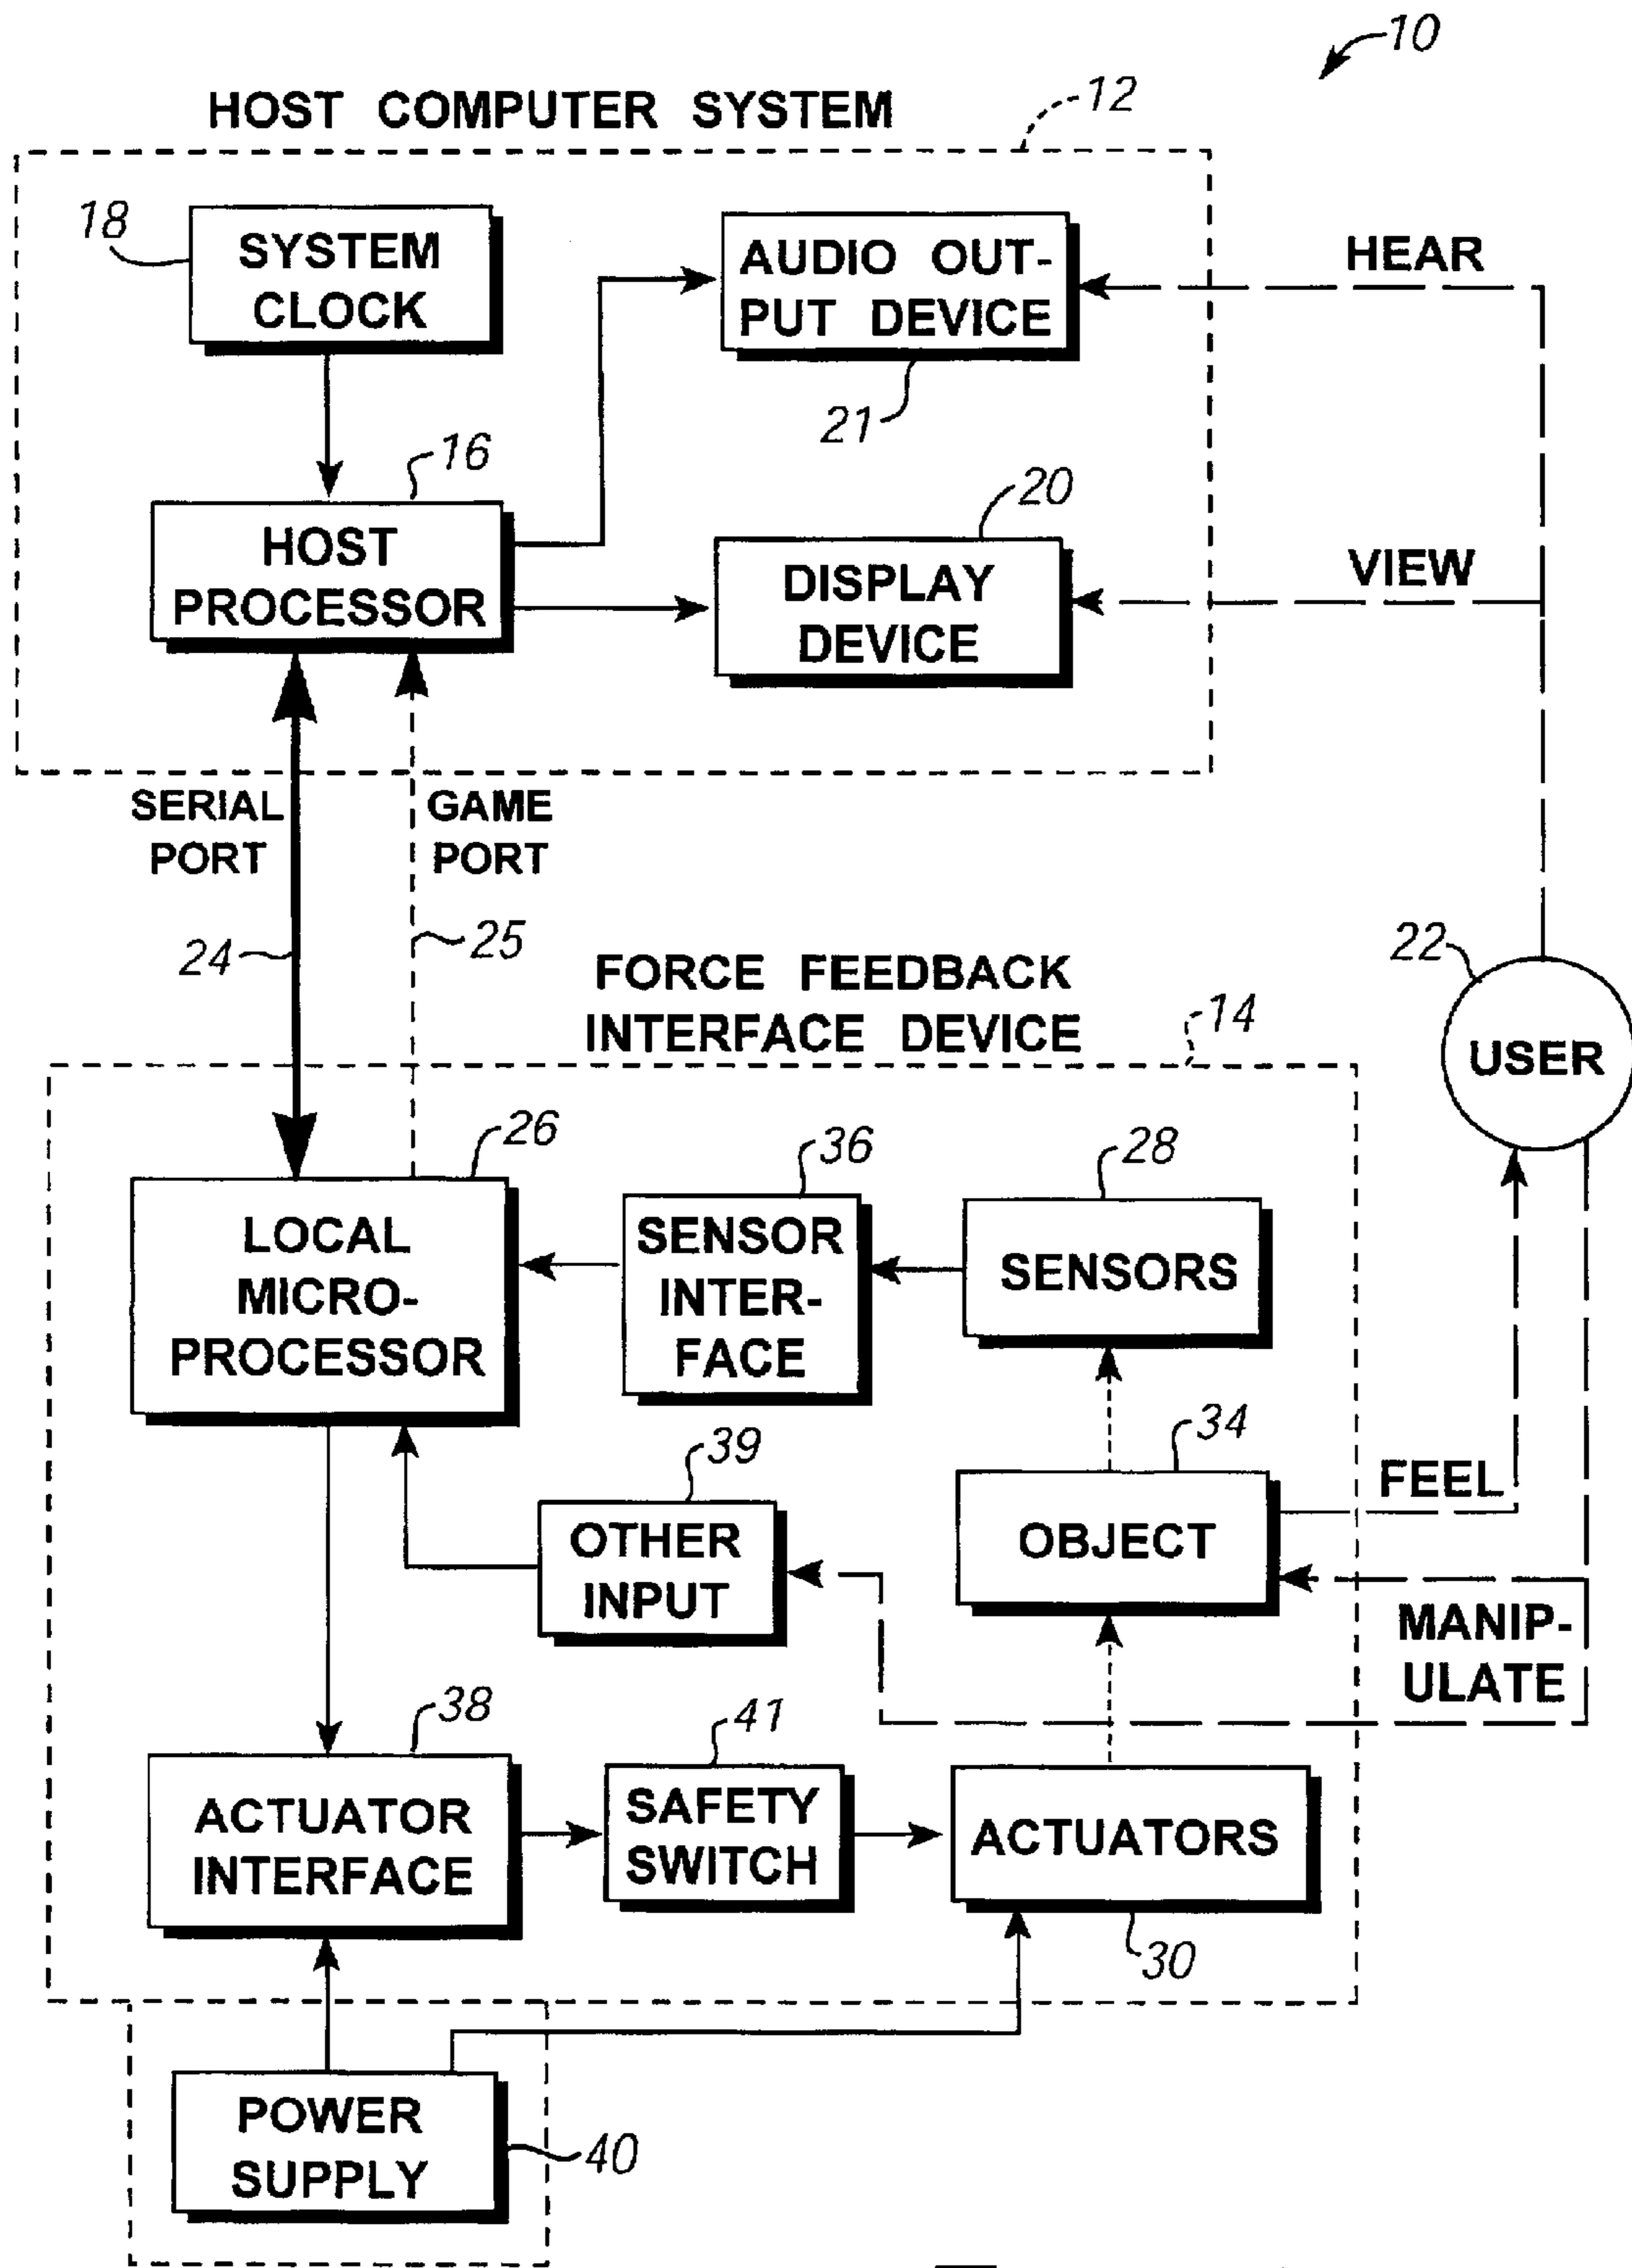 10
HOST COMPUTER SYSTEM
12
18
SYSTEM
CLOCK
AUDIO OUT-
PUT DEVICE
21
HEAR
16
HOST
PROCESSOR
20
DISPLAY
DEVICE
VIEW
SERIAL
PORT
GAME
PORT
24
25
22
USER
FORCE FEEDBACK
INTERFACE DEVICE
14
26
LOCAL
MICRO-
PROCESSOR
36
SENSOR
INTER-
FACE
28
SENSORS
39
OTHER
INPUT
34
OBJECT
FEEL
MANIP-
ULATE
38
ACTUATOR
INTERFACE
41
SAFETY
SWITCH
ACTUATORS
30
POWER
SUPPLY
40